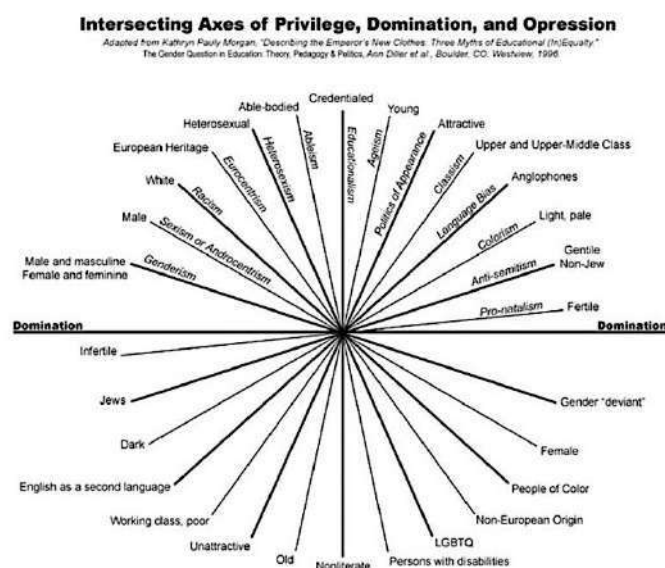 Intersecting Axes of Privilege, Domination, and Opression
Adapted from Kathryn Pauly Morgan, "Describing the Emperor's New Clothes: Three Myths of Educational (In)Equality."
The Gender Question in Education: Theory, Pedagogy & Politics, Ann Diller et al., Boulder, CO: Westview, 1996.
Credentialed
Able-bodied
Young
Heterosexual
Attractive
European Heritage
Upper and Upper-Middle Class
White
Anglophones
Male
Light, pale
Male and masculine
Female and feminine
Gentile
Non-Jew
Fertile
Genderism
Sexism or Androcentrism
Racism
Eurocentrism
Heterosexism
Ableism
Educationalism
Ageism
Politics of Appearance
Classism
Language Bias
Colorism
Anti-semitism
Pro-natalism
Domination
Domination
Infertile
Jews
Dark
English as a second language
Working class, poor
Unattractive
Old
Nonliterate
Persons with disabilities
LGBTQ
Non-European Origin
People of Color
Female
Gender "deviant"